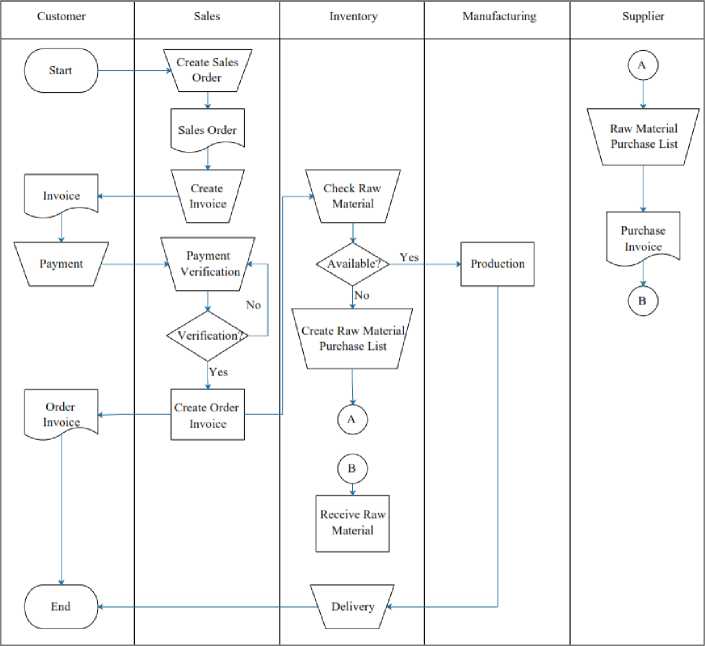 Customer
Sales
Inventory
Manufacturing
Supplier
Start
Create Sales
Order
Sales Order
Create
Invoice
Invoice
Payment
Payment
Verification
No
Verification?
Yes
Create Order
Invoice
Order
Invoice
End
Check Raw
Material
Available?
Yes
No
Create Raw Material
Purchase List
A
B
Receive Raw
Material
Delivery
Production
A
Raw Material
Purchase List
Purchase
Invoice
B